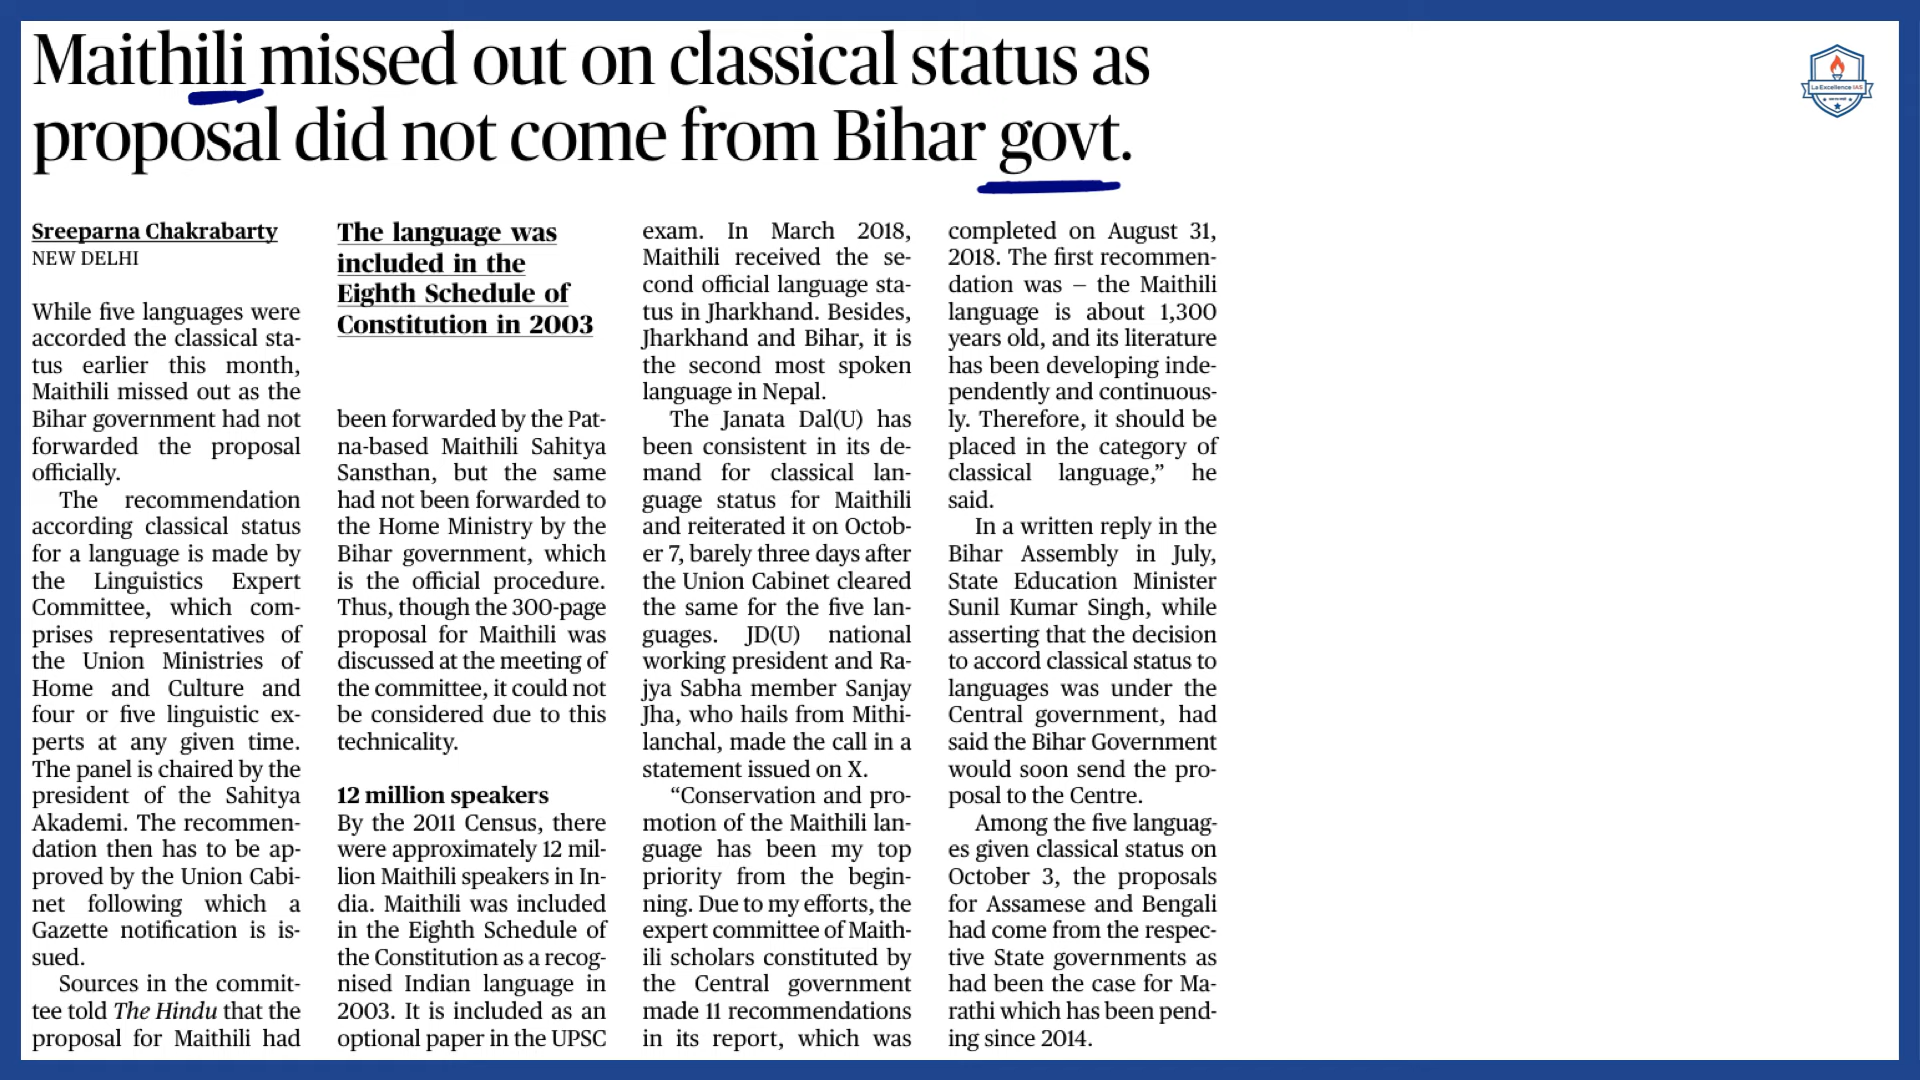 Maithili missed out on classical status as
proposal did not come from Bihar govt.
La Excellence IAS
Sreeparna Chakrabarty
NEW DELHI
While five languages were
accorded the classical sta-
tus earlier this month,
Maithili missed out as the
Bihar government had not
forwarded the proposal
officially.
The recommendation
according classical status
for a language is made by
the Linguistics Expert
Committee, which com-
prises representatives of
the Union Ministries of
Home and Culture and
four or five linguistic ex-
perts at any given time.
The panel is chaired by the
president of the Sahitya
Akademi. The recommen-
dation then has to be ap-
proved by the Union Cabi-
net following which a
Gazette notification is is-
sued.
Sources in the commit-
tee told The Hindu that the
proposal for Maithili had
The language was
included in the
Eighth Schedule of
Constitution in 2003
been forwarded by the Pat-
na-based Maithili Sahitya
Sansthan, but the same
had not been forwarded to
the Home Ministry by the
Bihar government, which
is the official procedure.
Thus, though the 300-page
proposal for Maithili was
discussed at the meeting of
the committee, it could not
be considered due to this
technicality.
12 million speakers
By the 2011 Census, there
were approximately 12 mil-
lion Maithili speakers in In-
dia. Maithili was included
in the Eighth Schedule of
the Constitution as a recog-
nised Indian language in
2003. It is included as an
optional paper in the UPSC
exam. In March 2018,
Maithili received the se-
cond official language sta-
tus in Jharkhand. Besides,
Jharkhand and Bihar, it is
the second most spoken
language in Nepal.
The Janata Dal(U) has
been consistent in its de-
mand for classical lan-
guage status for Maithili
and reiterated it on Octob-
er 7, barely three days after
the Union Cabinet cleared
the same for the five lan-
guages. JD(U) national
working president and Ra-
jya Sabha member Sanjay
Jha, who hails from Mithi-
lanchal, made the call in a
statement issued on X.
“Conservation and pro-
motion of the Maithili lan-
guage has been my top
priority from the begin-
ning. Due to my efforts, the
expert committee of Maith-
ili scholars constituted by
the Central government
made 11 recommendations
in its report, which was
completed on August 31,
2018. The first recommen-
dation was – the Maithili
language is about 1,300
years old, and its literature
has been developing inde-
pendently and continuous-
ly. Therefore, it should be
placed in the category of
classical language,” he
said.
In a written reply in the
Bihar Assembly in July,
State Education Minister
Sunil Kumar Singh, while
asserting that the decision
to accord classical status to
languages was under the
Central government, had
said the Bihar Government
would soon send the pro-
posal to the Centre.
Among the five languag-
es given classical status on
October 3, the proposals
for Assamese and Bengali
had come from the respec-
tive State governments as
had been the case for Ma-
rathi which has been pend-
ing since 2014.